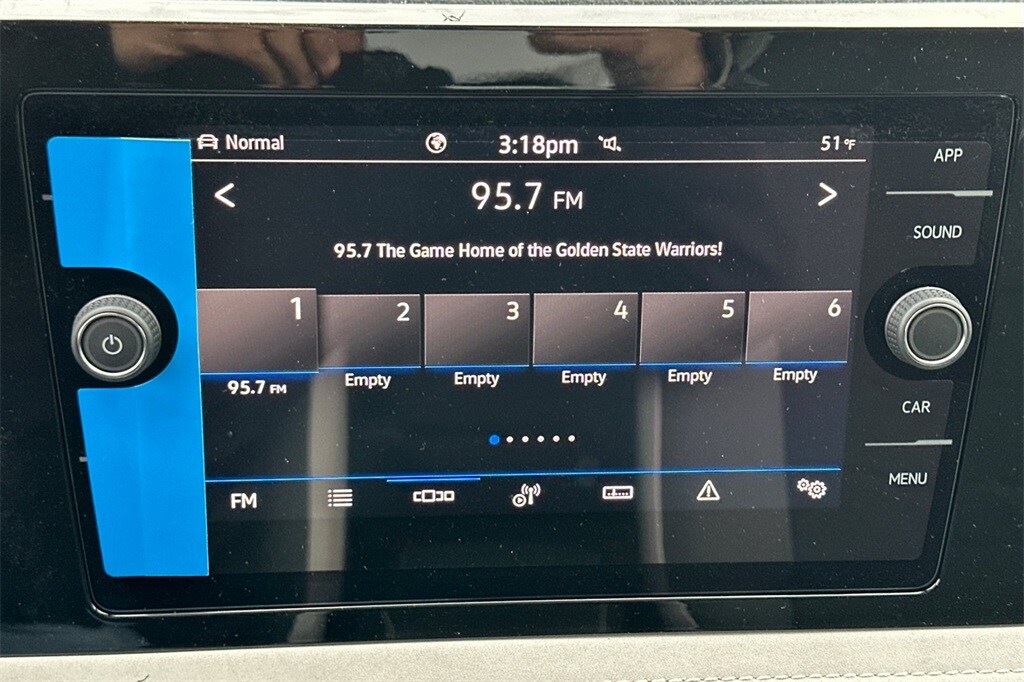 Normal 3:18pm 51°F
APP
95.7 FM
SOUND
95.7 The Game Home of the Golden State Warriors!
1 2 3 4 5 6
95.7 FM Empty Empty Empty Empty Empty
CAR
MENU
FM